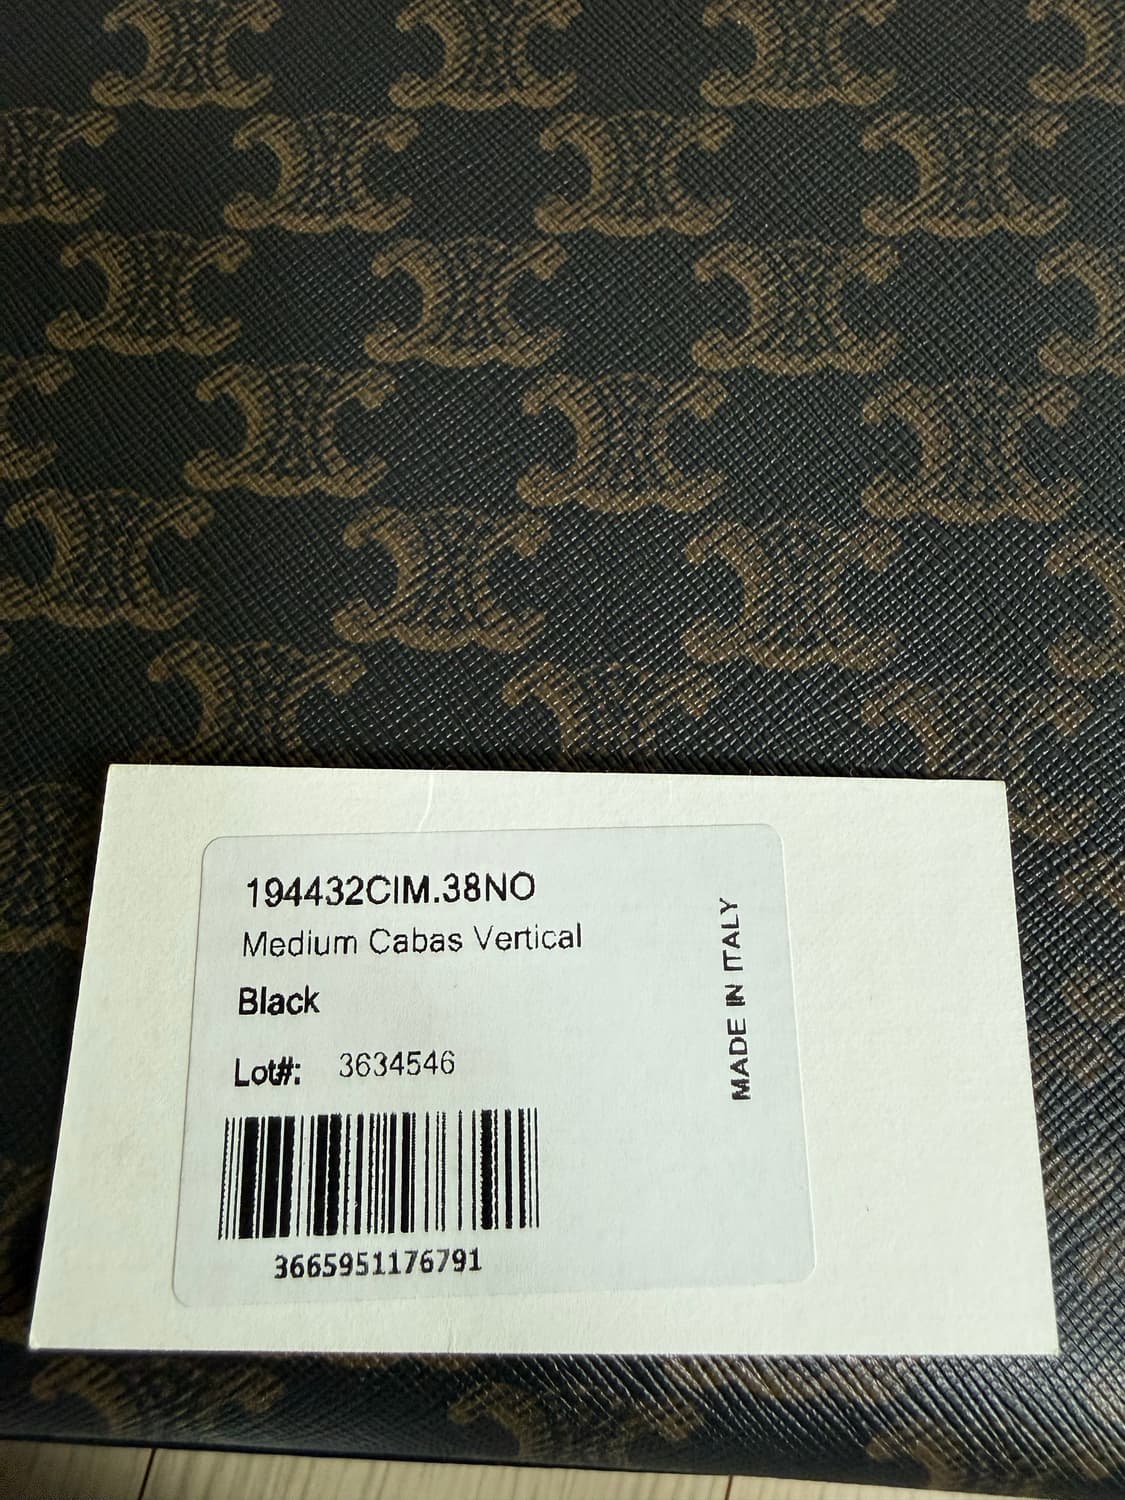 194432CIM.38NO
Medium Cabas Vertical
Black
Lot#: 3634546
3665951176791
MADE IN ITALY